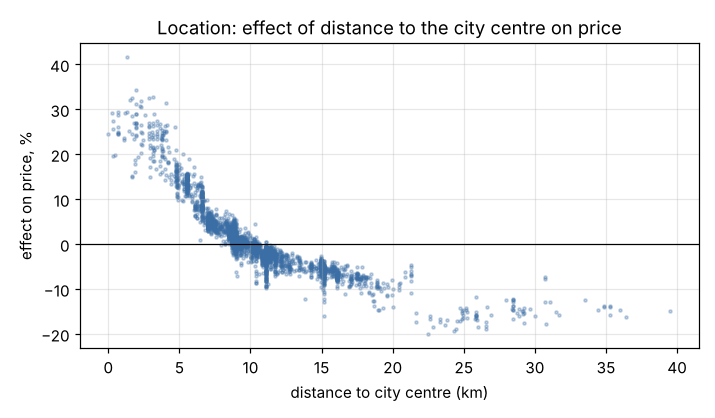 Location: effect of distance to the city centre on price
effect on price, %
40
30
20
10
0
−10
−20
0 5 10 15 20 25 30 35 40
distance to city centre (km)